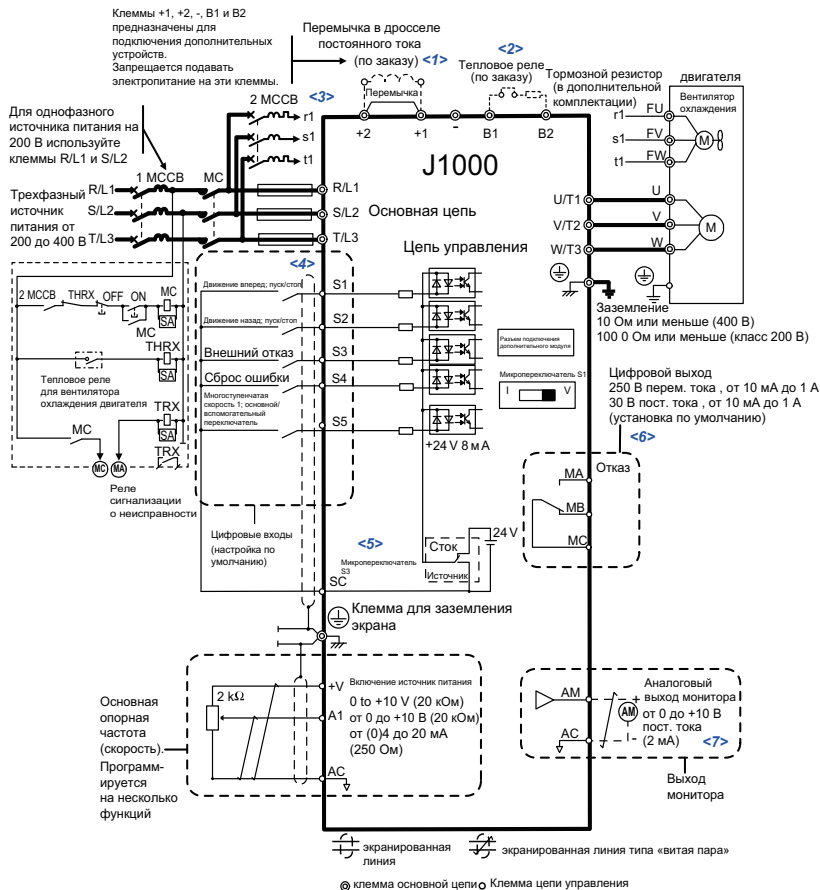 Клеммы +1, +2, -, B1 и B2
предназначены для
подключения дополнительных
устройств.
Запрещается подавать
электропитание на эти клеммы.
Перемычка в дросселе
постоянного тока
(по заказу) <1>
Перемычка
<2>
Тепловое реле
(по заказу)
Тормозной резистор
(в дополнительной
комплектации)
двигателя
Вентилятор
охлаждения
r1 FU
s1 FV
t1 FW
M
<3>
2 MCCB
r1
s1
t1
+2 +1 - B1 B2
J1000
Для однофазного
источника питания на
200 В используйте
клеммы R/L1 и S/L2
1 MCCB MC
Трехфазный
источник
питания от
200 до 400 В
R/L1
S/L2
T/L3
R/L1
S/L2
T/L3
Основная цепь
Цепь управления
U/T1 U
V/T2 V
W/T3 W
M
Заземление
10 Ом или меньше (400 В)
100 0 Ом или меньше (класс 200 В)
2 MCCB THRX OFF ON MC
SA
MC
THRX
SA
Тепловое реле
для вентилятора
охлаждения двигателя
TRX
SA
MC
TRX
MC MA
Реле
сигнализации
о неисправности
<4>
Движение вперед; пуск/стоп S1
Движение назад; пуск/стоп S2
Внешний отказ S3
Сброс ошибки S4
Многоступенчатая
скорость 1; основной/
вспомогательный
переключатель
S5
+24 V 8 мА
Разъем подключения
дополнительного модуля
Микропереключатель S1
I V
Цифровой выход
250 В перем. тока , от 10 мА до 1 А
30 В пост. тока , от 10 мА до 1 А
(установка по умолчанию)
<6>
Отказ
MA
MB
MC
Цифровые входы
(настройка по
умолчанию)
<5>
Микропереключатель
S3
Сток
Источник
24 V
SC
Клемма для заземления
экрана
Основная
опорная
частота
(скорость).
Программ-
ируется
на несколько
функций
2 kΩ
+V
A1
AC
Включение источник питания
0 to +10 V (20 кОм)
от 0 до +10 В (20 кОм)
от (0)4 до 20 мА
(250 Ом)
AM
AC
+
AM
-
Аналоговый
выход монитора
от 0 до +10 В
пост. тока
(2 мА)
<7>
Выход
монитора
экранированная
линия
экранированная линия типа «витая пара»
клемма основной цепи Клемма цепи управления